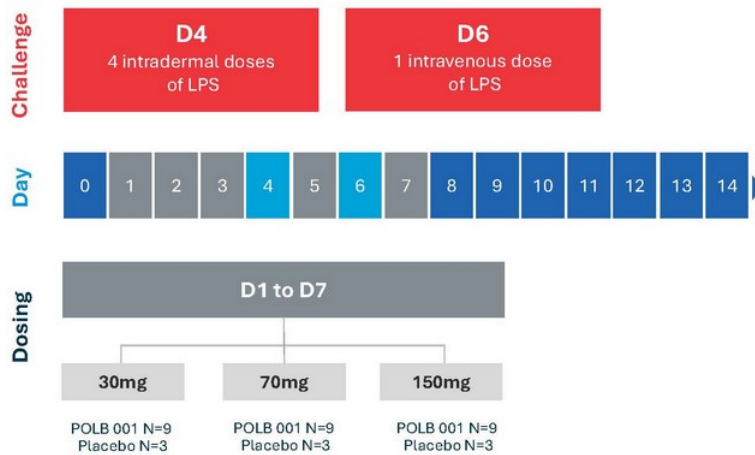 Challenge
D4
4 intradermal doses
of LPS
D6
1 intravenous dose
of LPS
Day
0 1 2 3 4 5 6 7 8 9 10 11 12 13 14
Dosing
D1 to D7
30mg
70mg
150mg
POLB 001 N=9
Placebo N=3
POLB 001 N=9
Placebo N=3
POLB 001 N=9
Placebo N=3